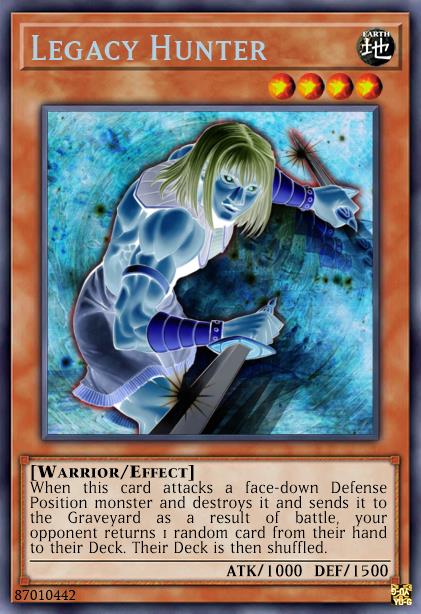 LEGACY HUNTER
EARTH
地
[WARRIOR/EFFECT]
When this card attacks a face-down Defense
Position monster and destroys it and sends it to
the Graveyard as a result of battle, your
opponent returns 1 random card from their hand
to their Deck. Their Deck is then shuffled.
ATK/1000 DEF/1500
87010442